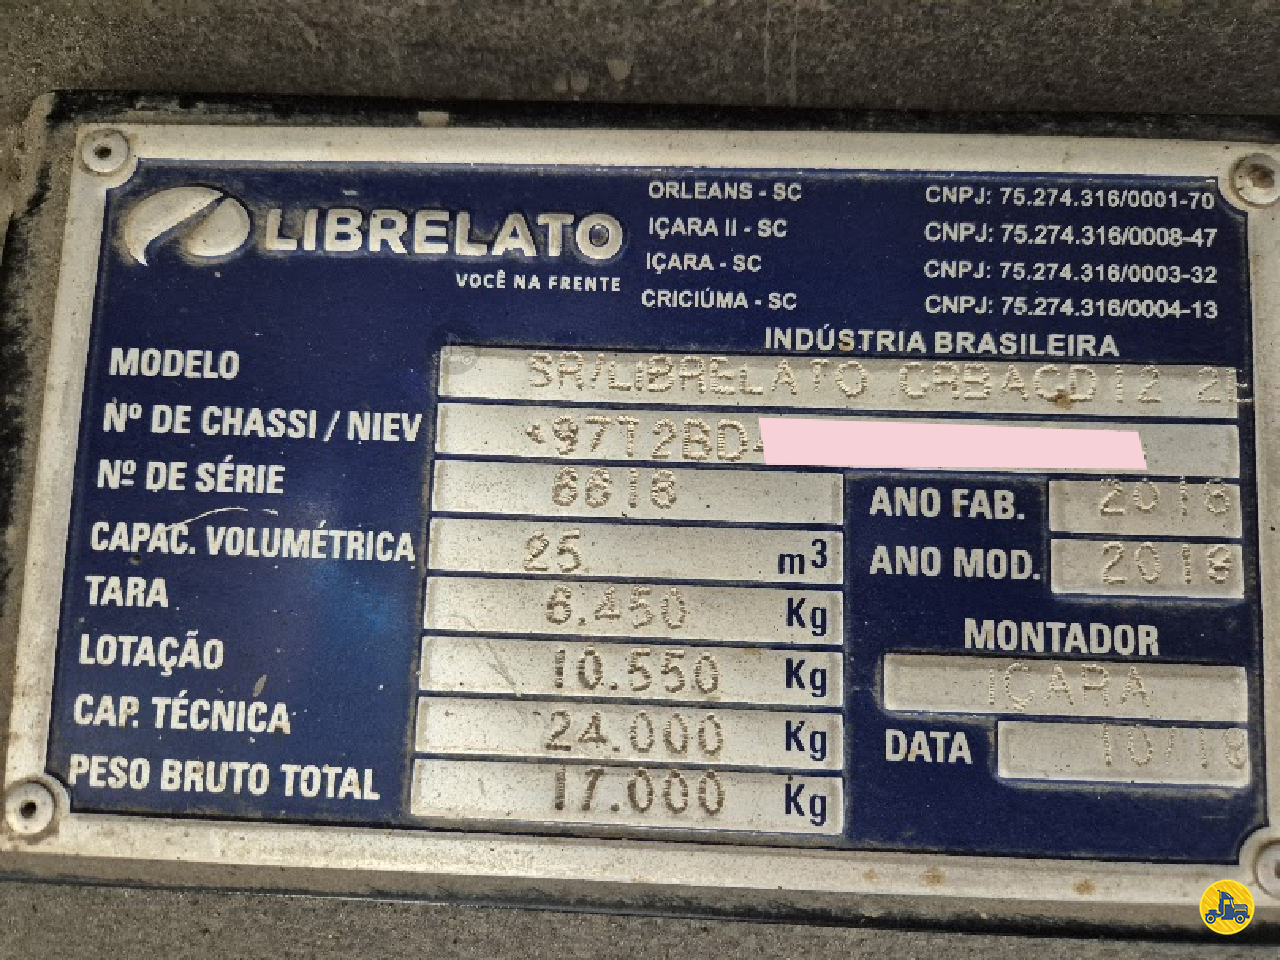 LIBRELATO
VOCÊ NA FRENTE
ORLEANS - SC CNPJ: 75.274.316/0001-70
IÇARA II - SC CNPJ: 75.274.316/0008-47
IÇARA - SC CNPJ: 75.274.316/0003-32
CRICIÚMA - SC CNPJ: 75.274.316/0004-13
INDÚSTRIA BRASILEIRA
MODELO SR/LIBRELATO CRBACD12 2E
Nº DE CHASSI / NIEV *97T2BD
Nº DE SÉRIE
CAPAC. VOLUMÉTRICA 25 m3
TARA 6.450 Kg
LOTAÇÃO 10.550 Kg
CAP. TÉCNICA 24.000 Kg
PESO BRUTO TOTAL 17.000 Kg
ANO FAB. 2018
ANO MOD. 2018
MONTADOR
IÇARA
DATA 10/18